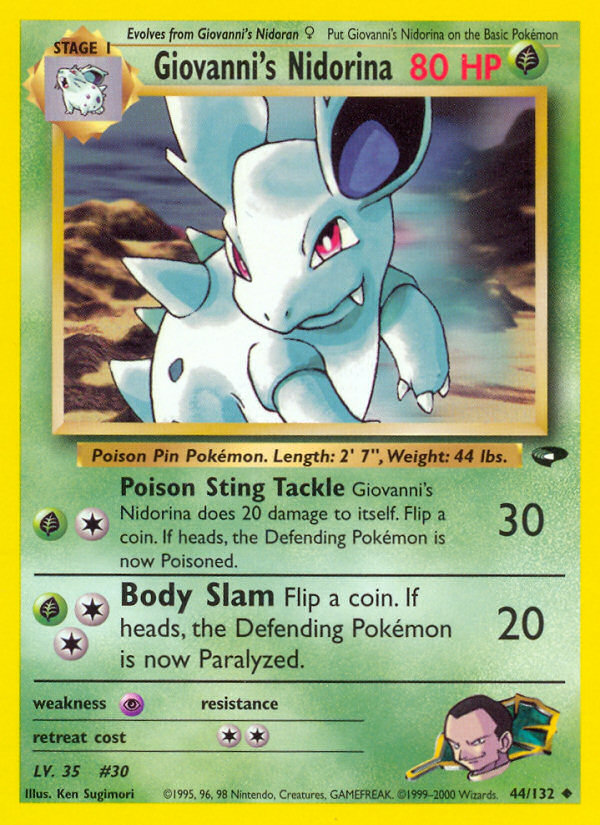 Evolves from Giovanni's Nidoran ♀ Put Giovanni's Nidorina on the Basic Pokémon
STAGE 1
Giovanni's Nidorina 80 HP
Poison Pin Pokémon. Length: 2' 7", Weight: 44 lbs.
Poison Sting Tackle Giovanni's
Nidorina does 20 damage to itself. Flip a
coin. If heads, the Defending Pokémon is
now Poisoned.
30
Body Slam Flip a coin. If
heads, the Defending Pokémon
is now Paralyzed.
20
weakness resistance
retreat cost
LV. 35 #30
Illus. Ken Sugimori ©1995, 96, 98 Nintendo, Creatures, GAMEFREAK. ©1999-2000 Wizards. 44/132 ◆